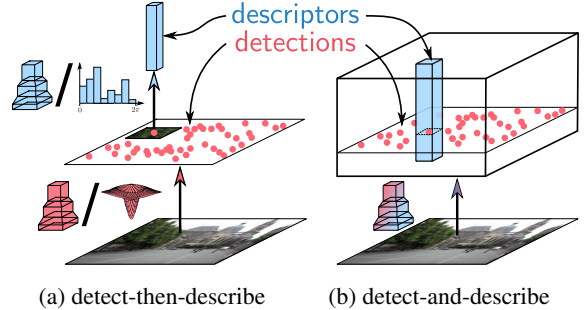 descriptors
detections
/
0
2π
/
(a) detect-then-describe
(b) detect-and-describe